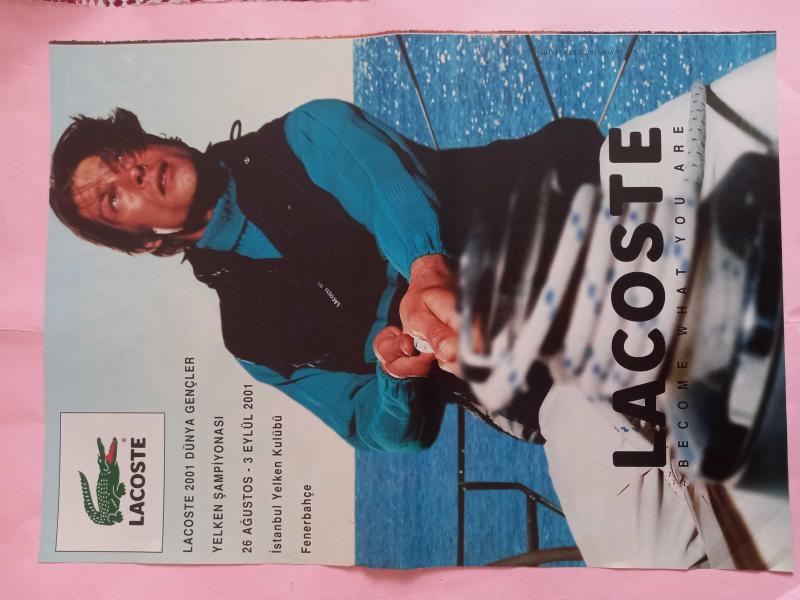 LACOSTE
LACOSTE 2001 DÜNYA GENÇLER
YELKEN ŞAMPİYONASI
26 AĞUSTOS - 3 EYLÜL 2001
İstanbul Yelken Kulübü
Fenerbahçe
LACOSTE
LACOSTE
BECOME WHAT YOU ARE